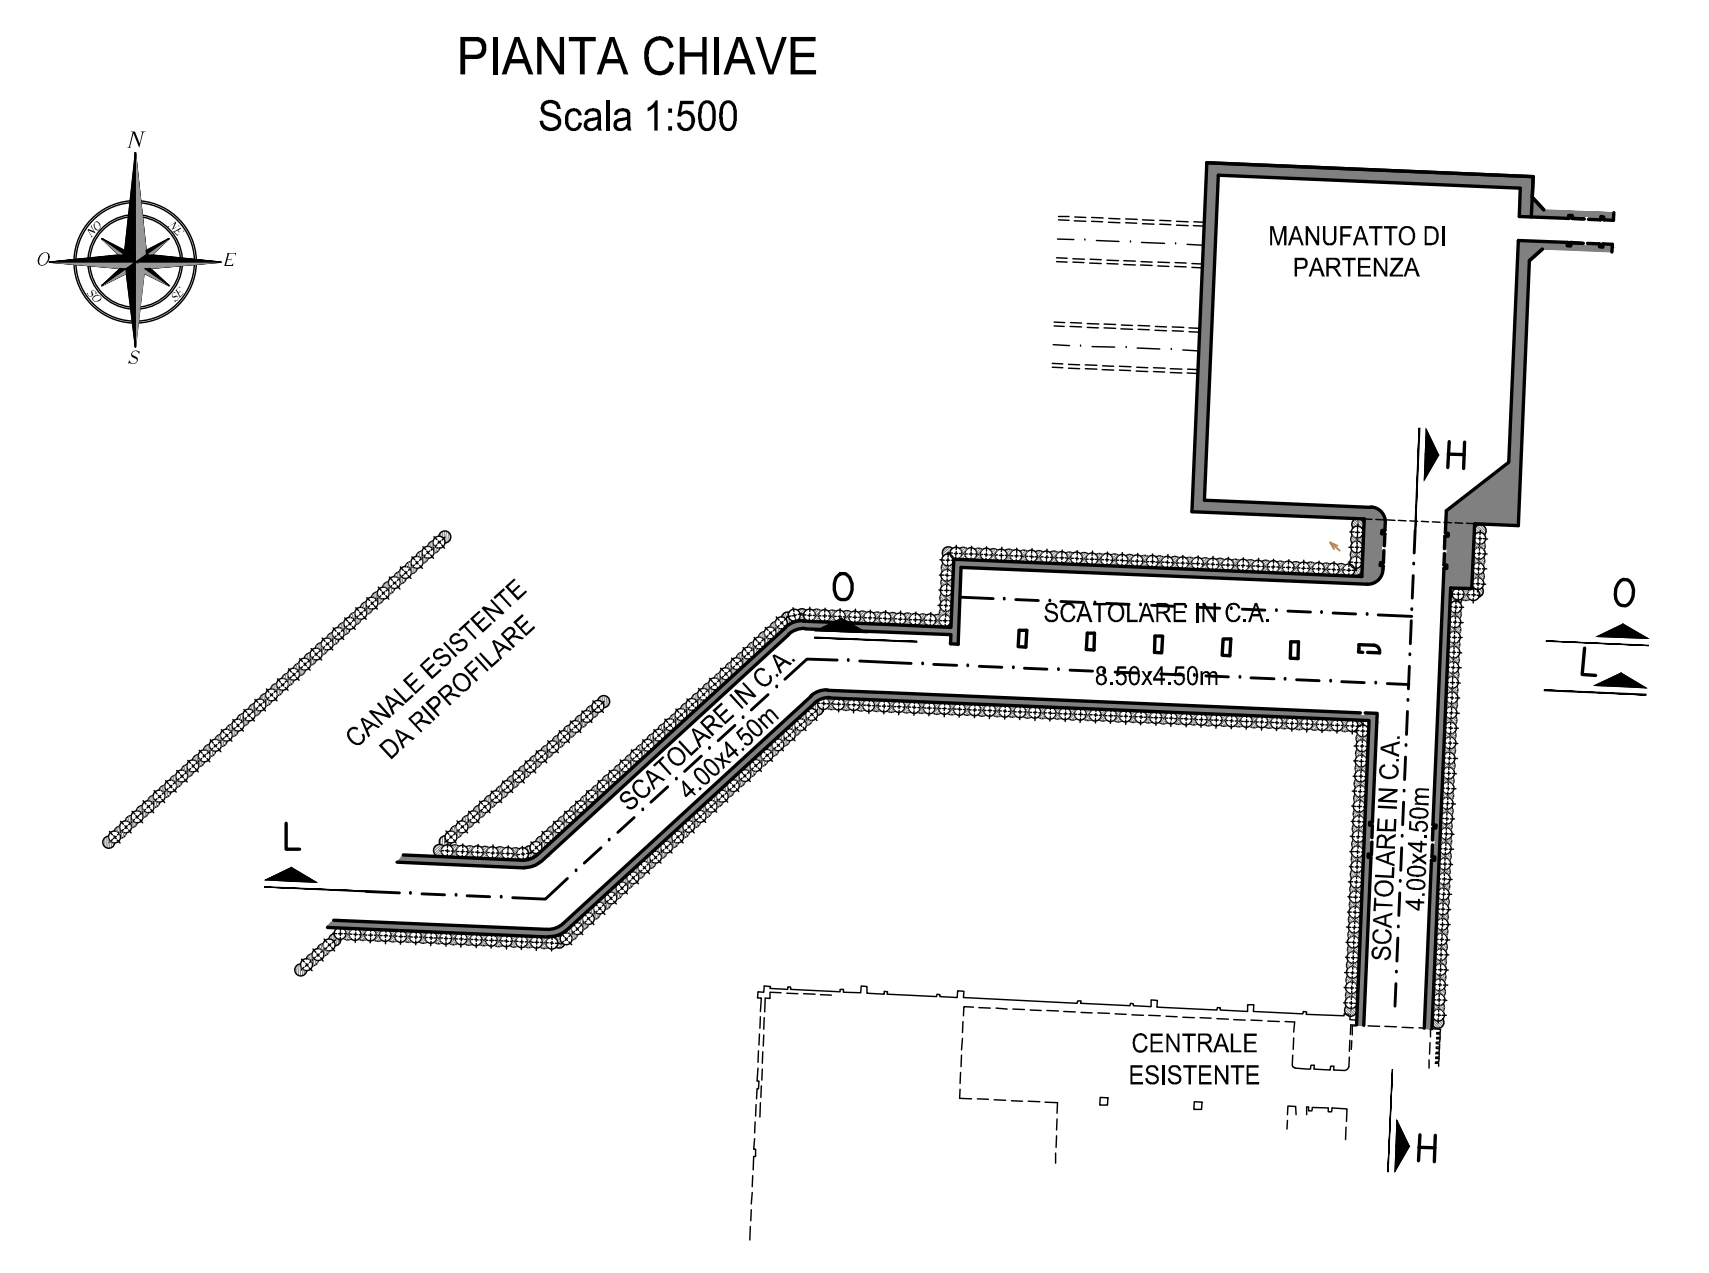 PIANTA CHIAVE
Scala 1:500
N
NO
NE
O
E
SO
SE
S
MANUFATTO DI
PARTENZA
H
O
O
L
SCATOLARE IN C.A.
8.50x4.50m
CANALE ESISTENTE
DA RIPROFILARE
SCATOLARE IN C.A.
4.00x4.50m
SCATOLARE IN C.A.
4.00x4.50m
L
CENTRALE
ESISTENTE
H